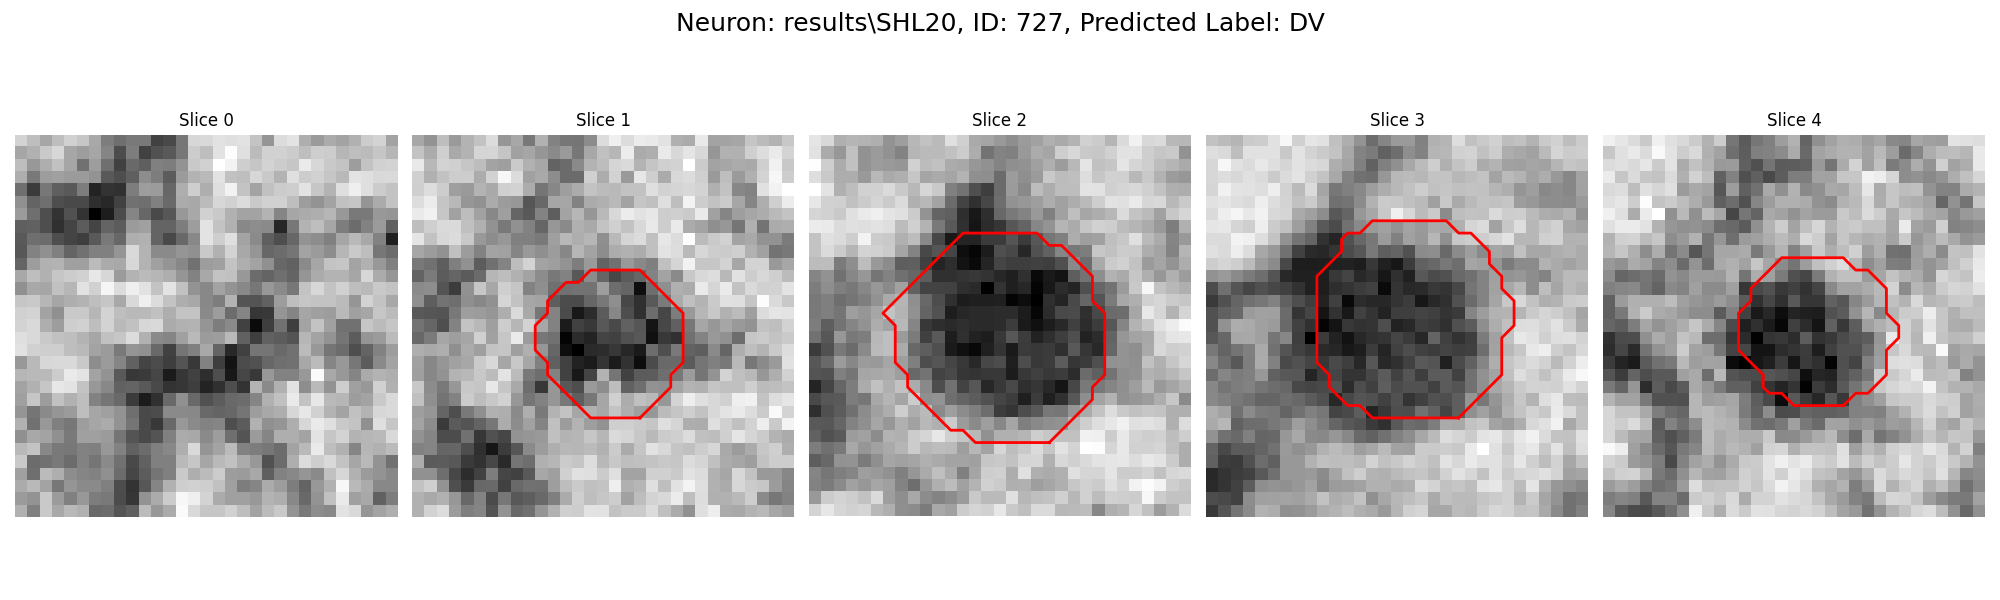 Neuron: results\SHL20, ID: 727, Predicted Label: DV
Slice 0
Slice 1
Slice 2
Slice 3
Slice 4